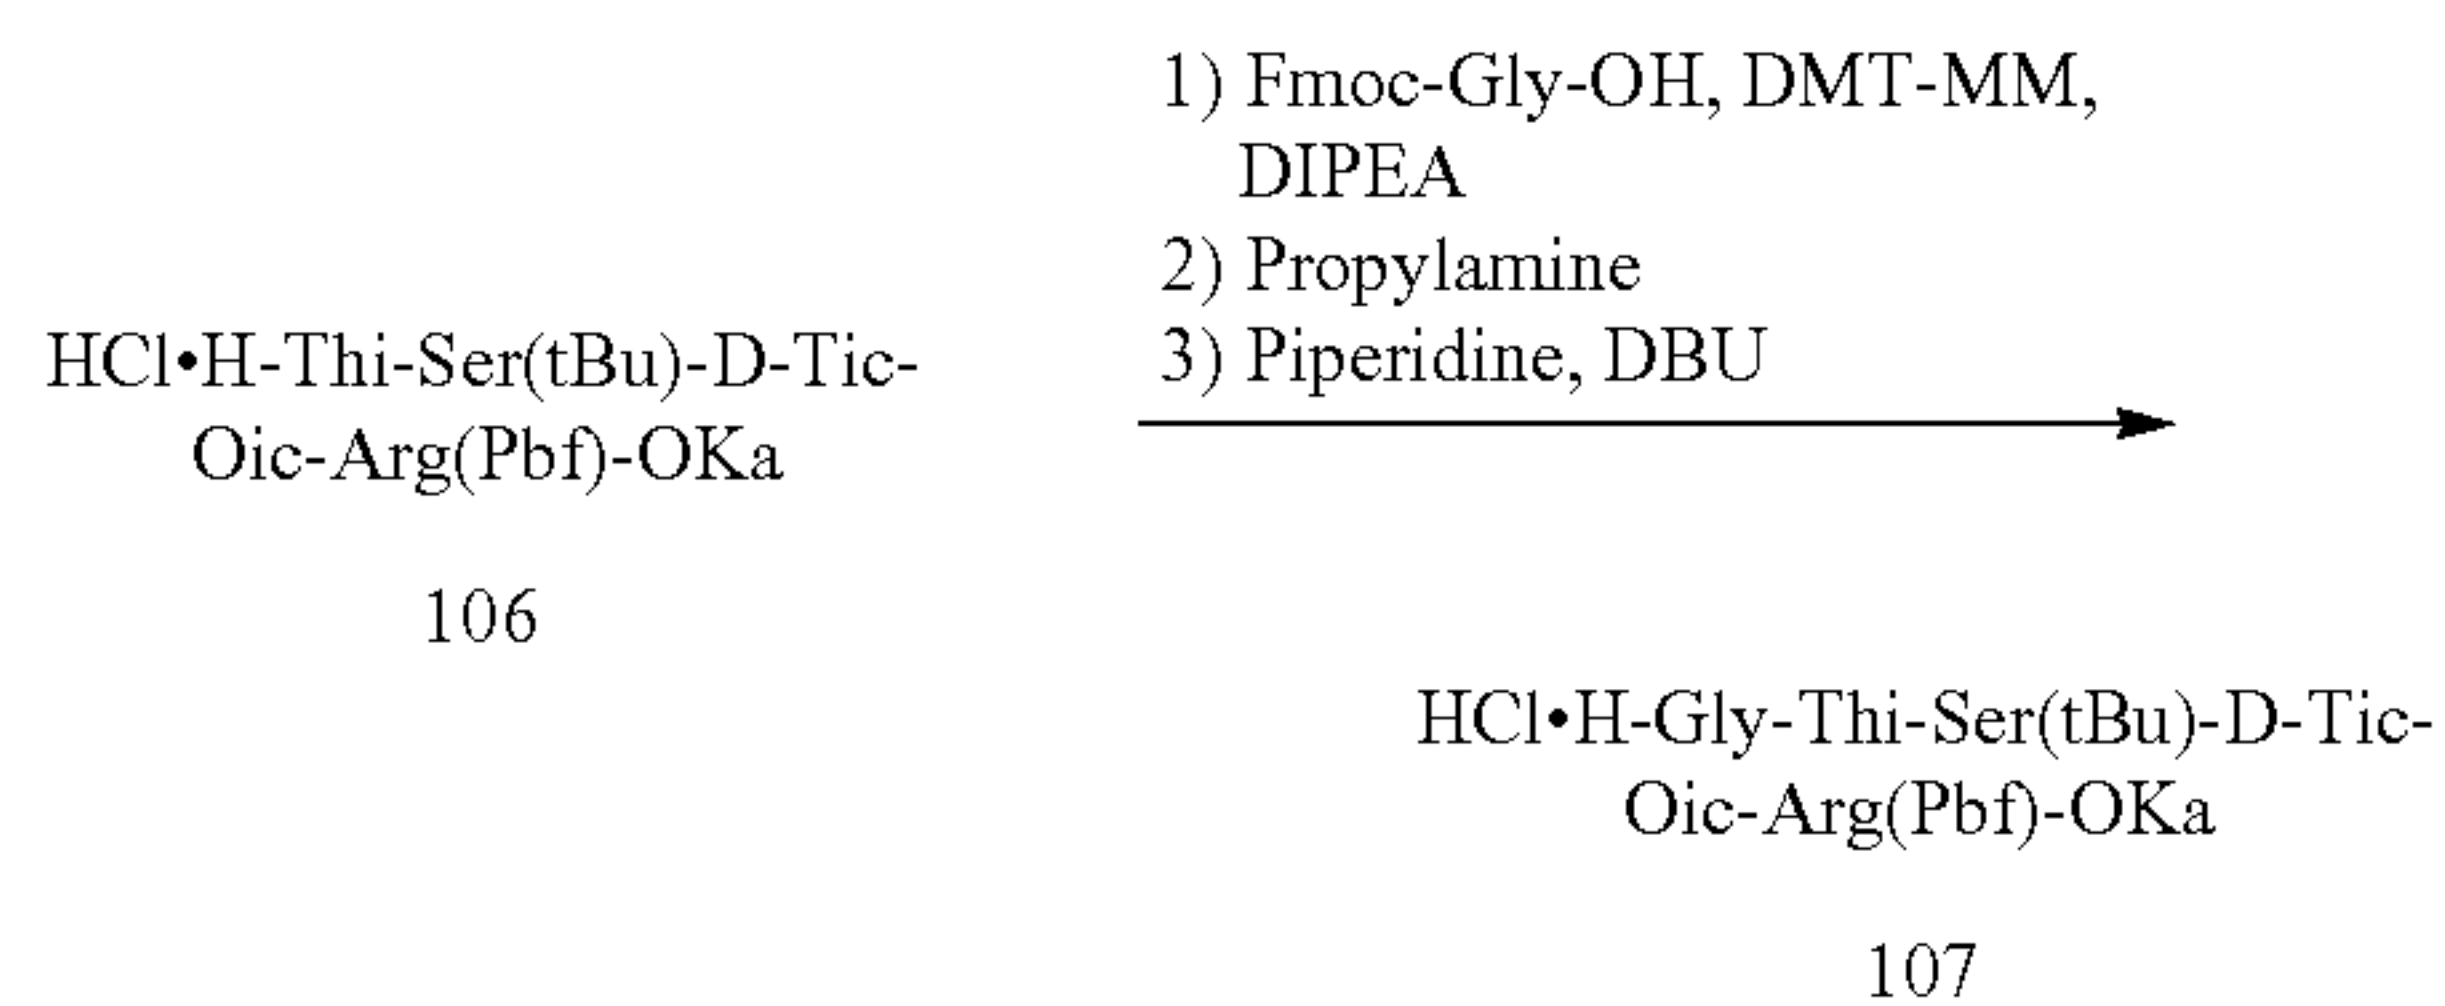 1) Fmoc-Gly-OH, DMT-MM,
DIPEA
2) Propylamine
3) Piperidine, DBU
HCl•H-Thi-Ser(tBu)-D-Tic-
Oic-Arg(Pbf)-OKa
106
HCl•H-Gly-Thi-Ser(tBu)-D-Tic-
Oic-Arg(Pbf)-OKa
107